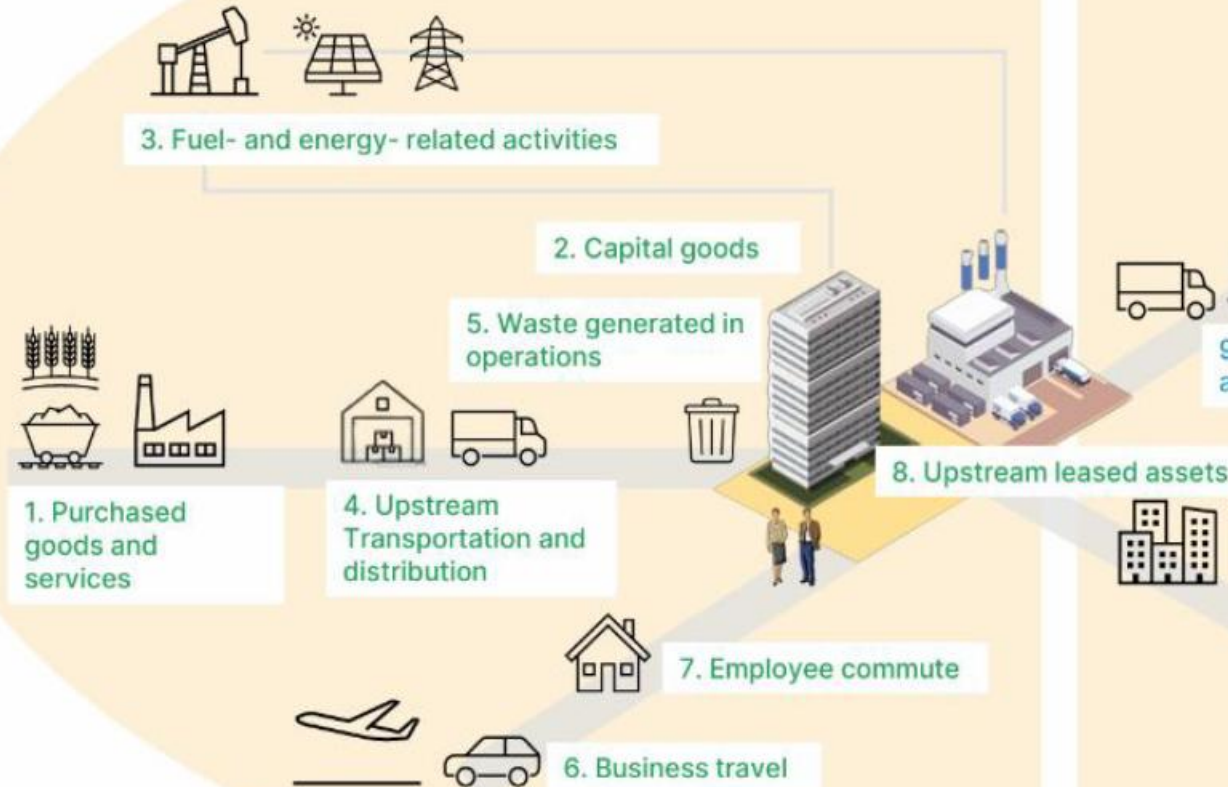 3. Fuel- and energy- related activities
2. Capital goods
5. Waste generated in
operations
1. Purchased
goods and
services
4. Upstream
Transportation and
distribution
8. Upstream leased assets
7. Employee commute
6. Business travel